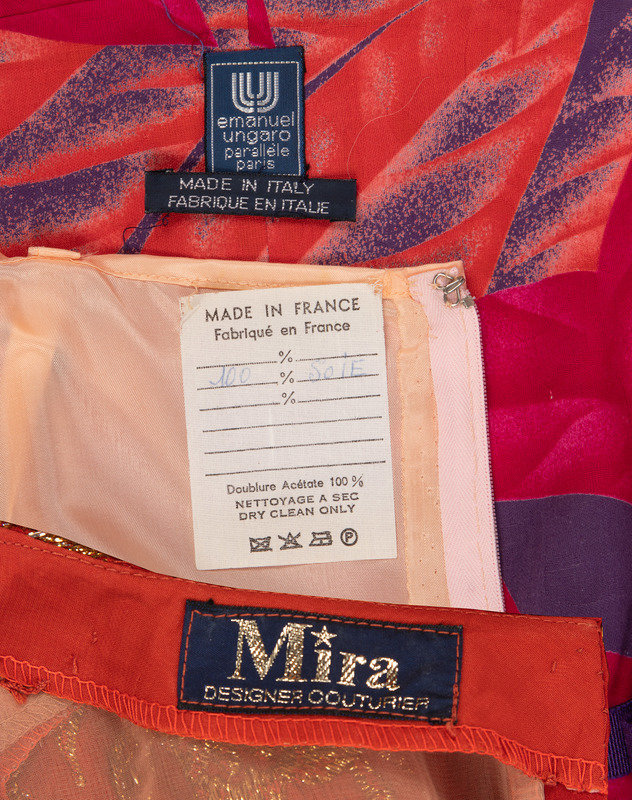 emanuel
ungaro
parallèle
paris
MADE IN ITALY
FABRIQUE EN ITALIE
MADE IN FRANCE
Fabriqué en France
%
100 % SOIE
%
Doublure Acétate 100 %
NETTOYAGE A SEC
DRY CLEAN ONLY
P
Mira
DESIGNER COUTURIER